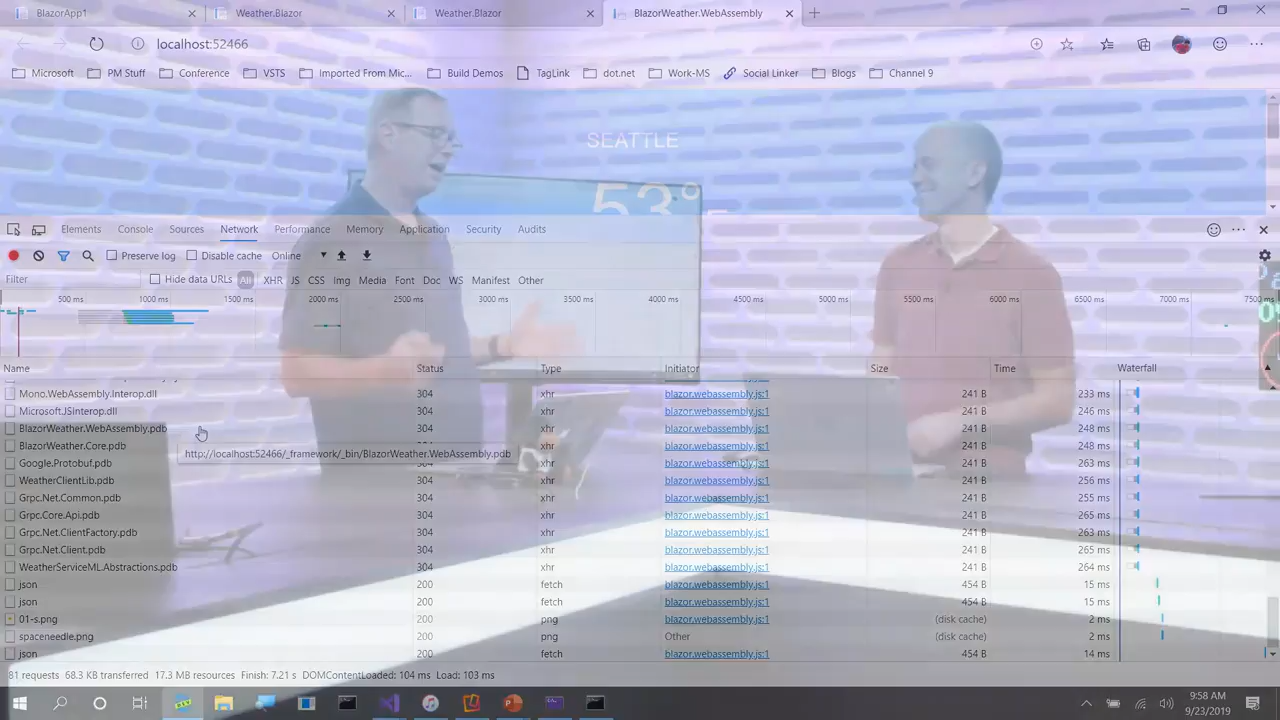 BlazorApp1 Weather.Blazor Weather.Blazor BlazorWeather.WebAssembly
localhost:52466
Microsoft PM Stuff Conference VSTS Imported From Mic... Build Demos TagLink dot.net Work-MS Social Linker Blogs Channel 9
SEATTLE
53°
Elements Console Sources Network Performance Memory Application Security Audits
Preserve log Disable cache Online
Filter Hide data URLs All XHR JS CSS Img Media Font Doc WS Manifest Other
500 ms 1000 ms 1500 ms 2000 ms 2500 ms 3000 ms 3500 ms 4000 ms 4500 ms 5000 ms 5500 ms 6000 ms 6500 ms 7000 ms 7500 ms
Name Status Type Initiator Size Time Waterfall
Mono.WebAssembly.Interop.dll 304 xhr blazor.webassembly.js:1 241 B 233 ms
Microsoft.JSInterop.dll 304 xhr blazor.webassembly.js:1 241 B 246 ms
BlazorWeather.WebAssembly.pdb 304 xhr blazor.webassembly.js:1 241 B 248 ms
BlazorWeather.Core.pdb 304 xhr blazor.webassembly.js:1 241 B 248 ms
http://localhost:52466/_framework/_bin/BlazorWeather.WebAssembly.pdb
Google.Protobuf.pdb 304 xhr blazor.webassembly.js:1 241 B 263 ms
WeatherClientLib.pdb 304 xhr blazor.webassembly.js:1 241 B 256 ms
Grpc.Net.Common.pdb 304 xhr blazor.webassembly.js:1 241 B 255 ms
Grpc.Core.Api.pdb 304 xhr blazor.webassembly.js:1 241 B 265 ms
ClientFactory.pdb 304 xhr blazor.webassembly.js:1 241 B 263 ms
Grpc.Net.Client.pdb 304 xhr blazor.webassembly.js:1 241 B 265 ms
ServiceML.Abstractions.pdb 304 xhr blazor.webassembly.js:1 241 B 264 ms
json 200 fetch blazor.webassembly.js:1 454 B 15 ms
json 200 fetch blazor.webassembly.js:1 454 B 15 ms
01-s.png 200 png blazor.webassembly.js:1 (disk cache) 2 ms
spaceneedle.png 200 png Other (disk cache) 2 ms
json 200 fetch blazor.webassembly.js:1 454 B 14 ms
81 requests 68.3 KB transferred 17.3 MB resources Finish: 7.21 s DOMContentLoaded: 104 ms Load: 103 ms
9:58 AM
9/23/2019